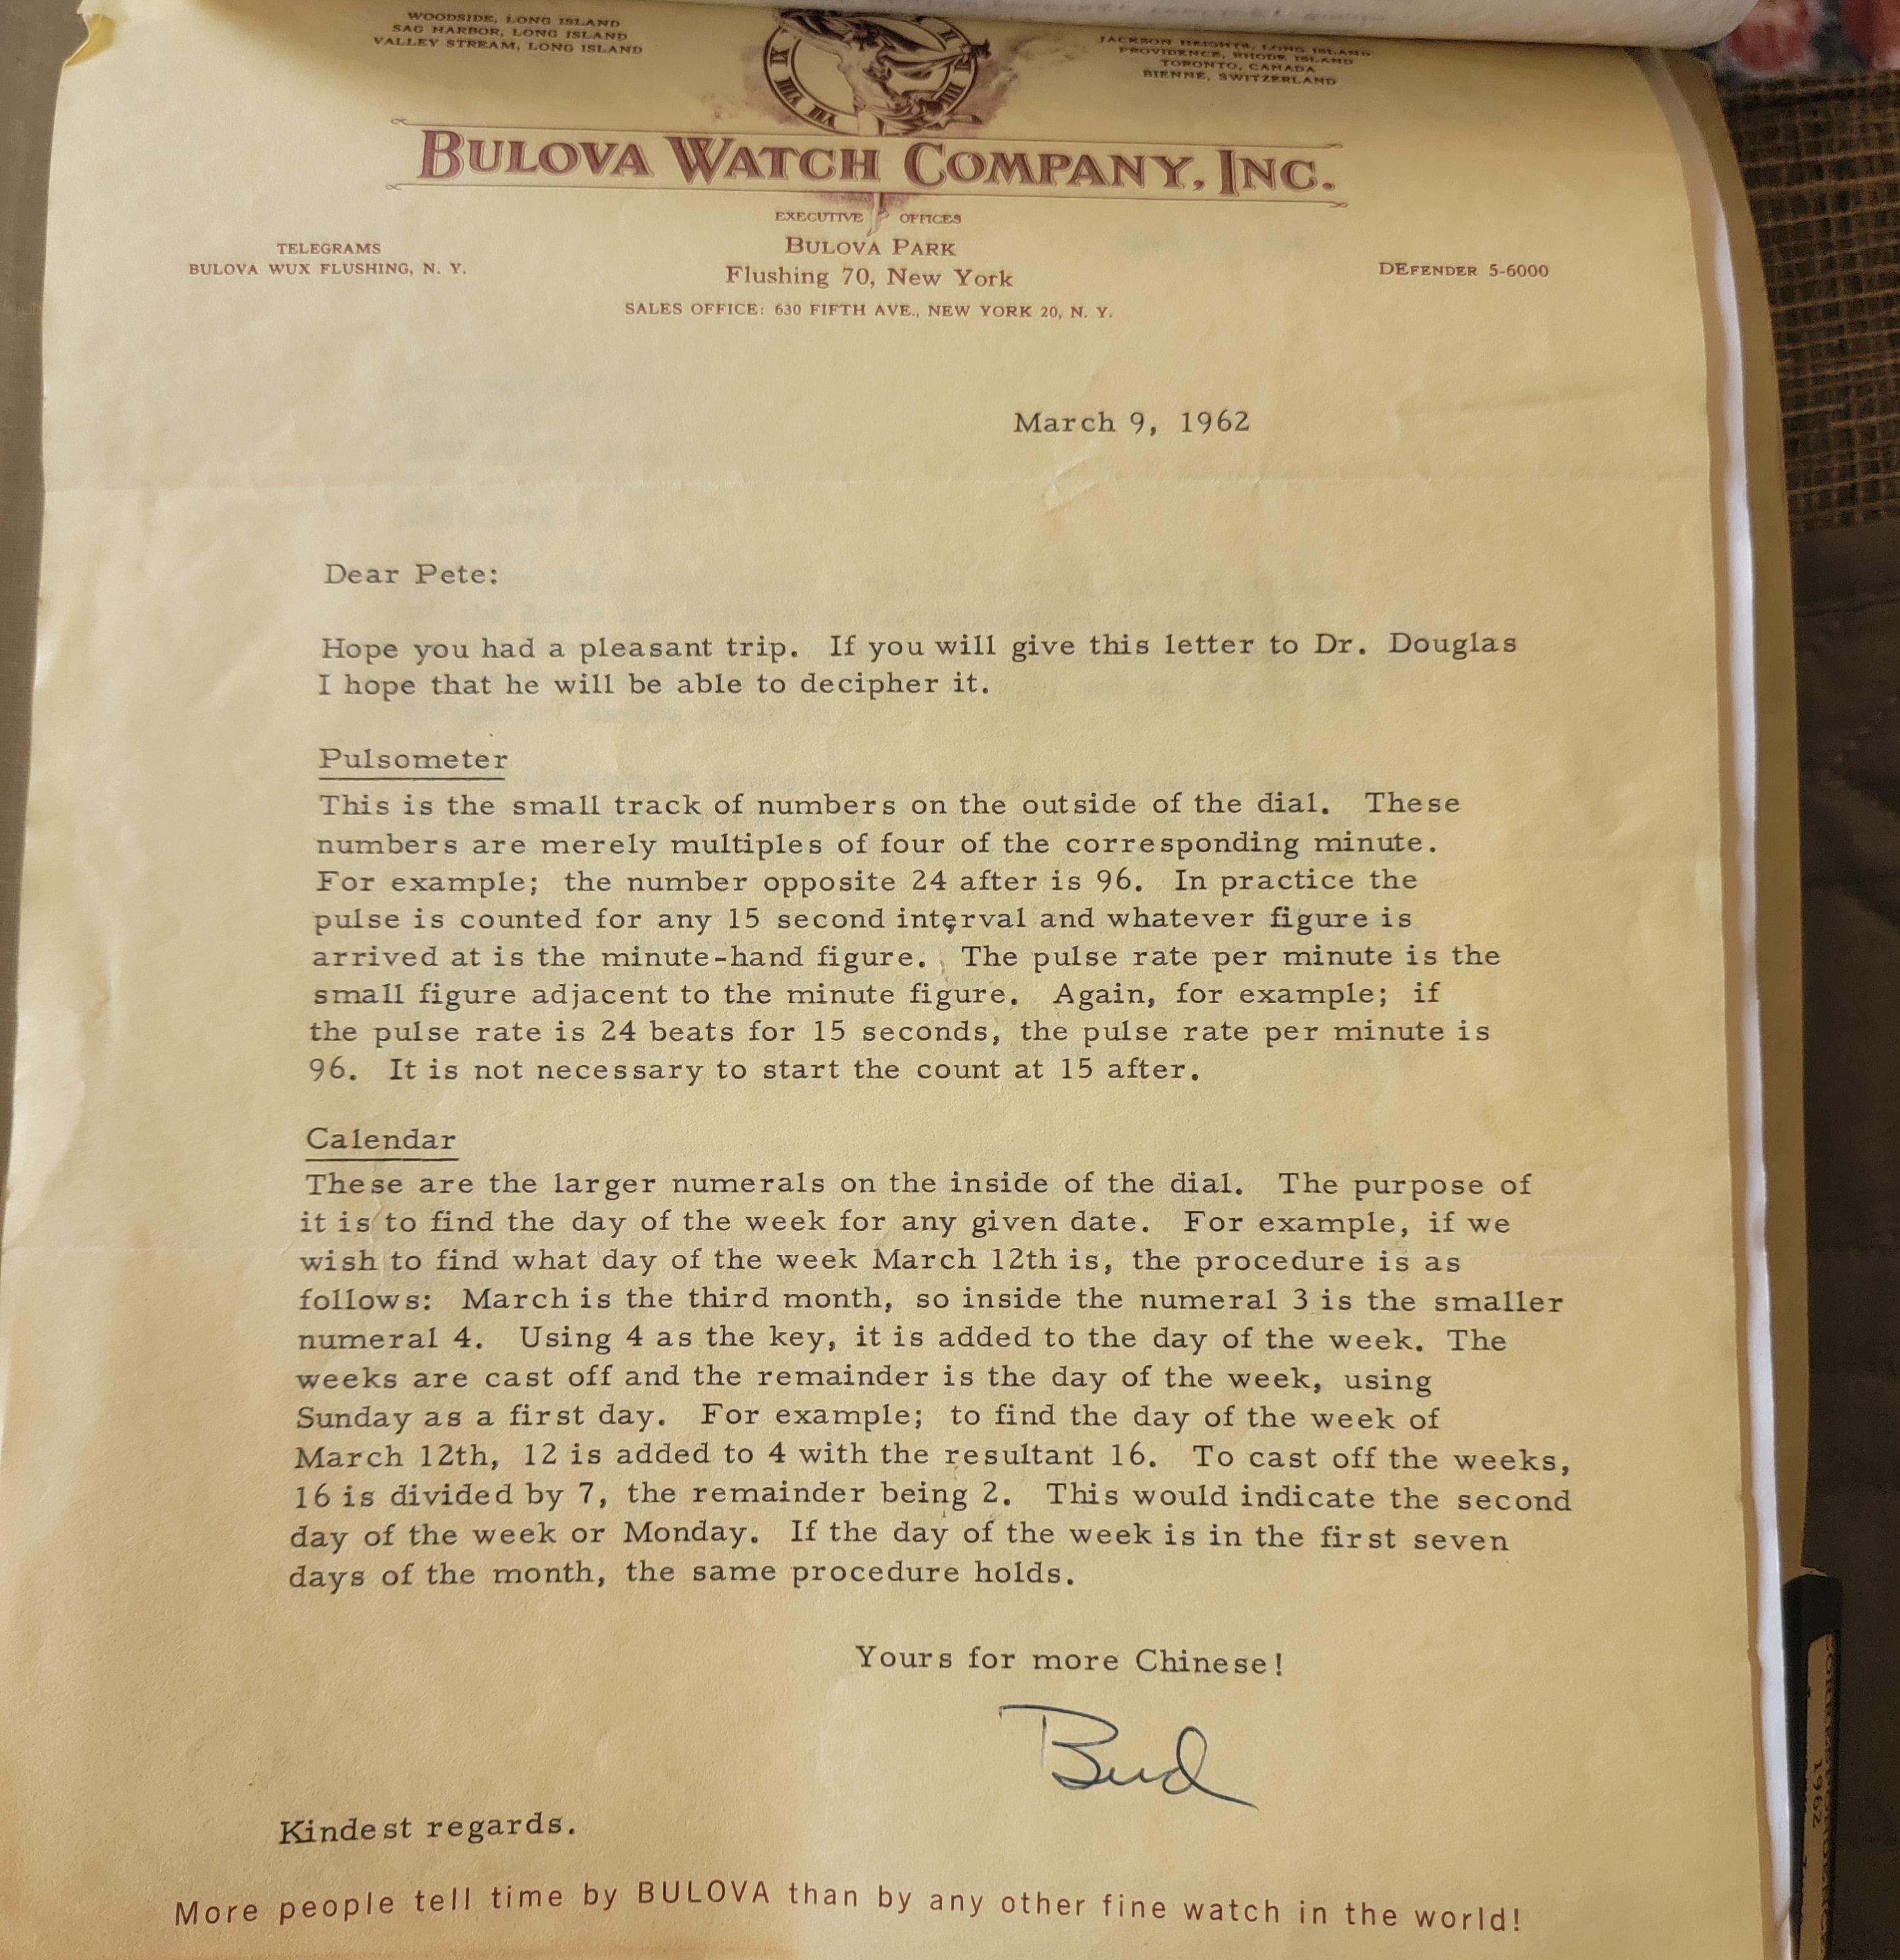 WOODSIDE, LONG ISLAND
SAG HARBOR, LONG ISLAND
VALLEY STREAM, LONG ISLAND
JACKSON HEIGHTS, LONG ISLAND
PROVIDENCE, RHODE ISLAND
TORONTO, CANADA
BIENNE, SWITZERLAND
BULOVA WATCH COMPANY, INC.
EXECUTIVE OFFICES
BULOVA PARK
Flushing 70, New York
SALES OFFICE: 630 FIFTH AVE., NEW YORK 20, N. Y.
TELEGRAMS
BULOVA WUX FLUSHING, N. Y.
DEFENDER 5-6000
March 9, 1962
Dear Pete:
Hope you had a pleasant trip. If you will give this letter to Dr. Douglas
I hope that he will be able to decipher it.
Pulsometer
This is the small track of numbers on the outside of the dial. These
numbers are merely multiples of four of the corresponding minute.
For example; the number opposite 24 after is 96. In practice the
pulse is counted for any 15 second interval and whatever figure is
arrived at is the minute-hand figure. The pulse rate per minute is the
small figure adjacent to the minute figure. Again, for example; if
the pulse rate is 24 beats for 15 seconds, the pulse rate per minute is
96. It is not necessary to start the count at 15 after.
Calendar
These are the larger numerals on the inside of the dial. The purpose of
it is to find the day of the week for any given date. For example, if we
wish to find what day of the week March 12th is, the procedure is as
follows: March is the third month, so inside the numeral 3 is the smaller
numeral 4. Using 4 as the key, it is added to the day of the week. The
weeks are cast off and the remainder is the day of the week, using
Sunday as a first day. For example; to find the day of the week of
March 12th, 12 is added to 4 with the resultant 16. To cast off the weeks,
16 is divided by 7, the remainder being 2. This would indicate the second
day of the week or Monday. If the day of the week is in the first seven
days of the month, the same procedure holds.
Yours for more Chinese!
Bud
Kindest regards.
More people tell time by BULOVA than by any other fine watch in the world!
1962